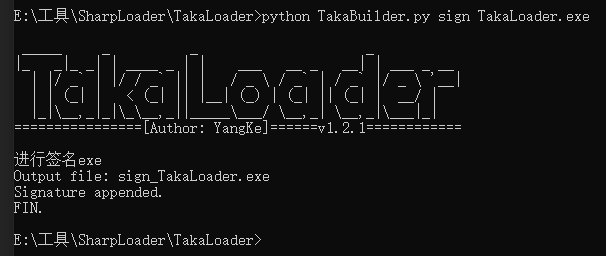 E:\工具\SharpLoader\TakaLoader>python TakaBuilder.py sign TakaLoader.exe
TakaLoader
================[Author: YangKe]======v1.2.1============
进行签名exe
Output file: sign_TakaLoader.exe
Signature appended.
FIN.
E:\工具\SharpLoader\TakaLoader>